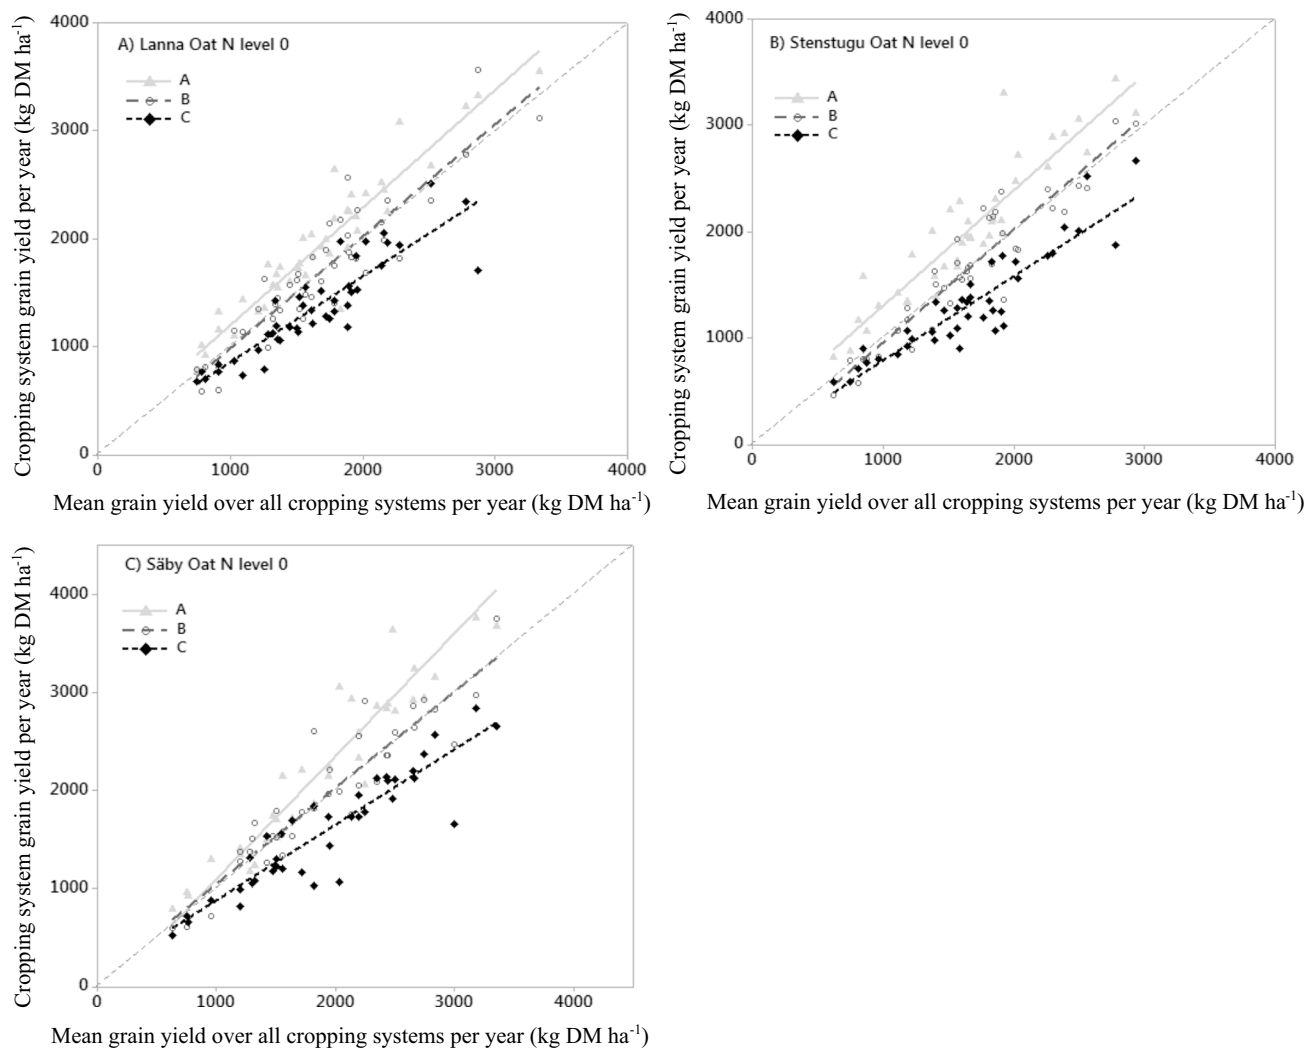 A) Lanna Oat N level 0
A
B
C
4000
3000
2000
1000
0
0 1000 2000 3000 4000
Cropping system grain yield per year (kg DM ha⁻¹)
Mean grain yield over all cropping systems per year (kg DM ha⁻¹)
B) Stenstugu Oat N level 0
A
B
C
4000
3000
2000
1000
0
0 1000 2000 3000 4000
Cropping system grain yield per year (kg DM ha⁻¹)
Mean grain yield over all cropping systems per year (kg DM ha⁻¹)
C) Säby Oat N level 0
A
B
C
4000
3000
2000
1000
0
0 1000 2000 3000 4000
Cropping system grain yield per year (kg DM ha⁻¹)
Mean grain yield over all cropping systems per year (kg DM ha⁻¹)